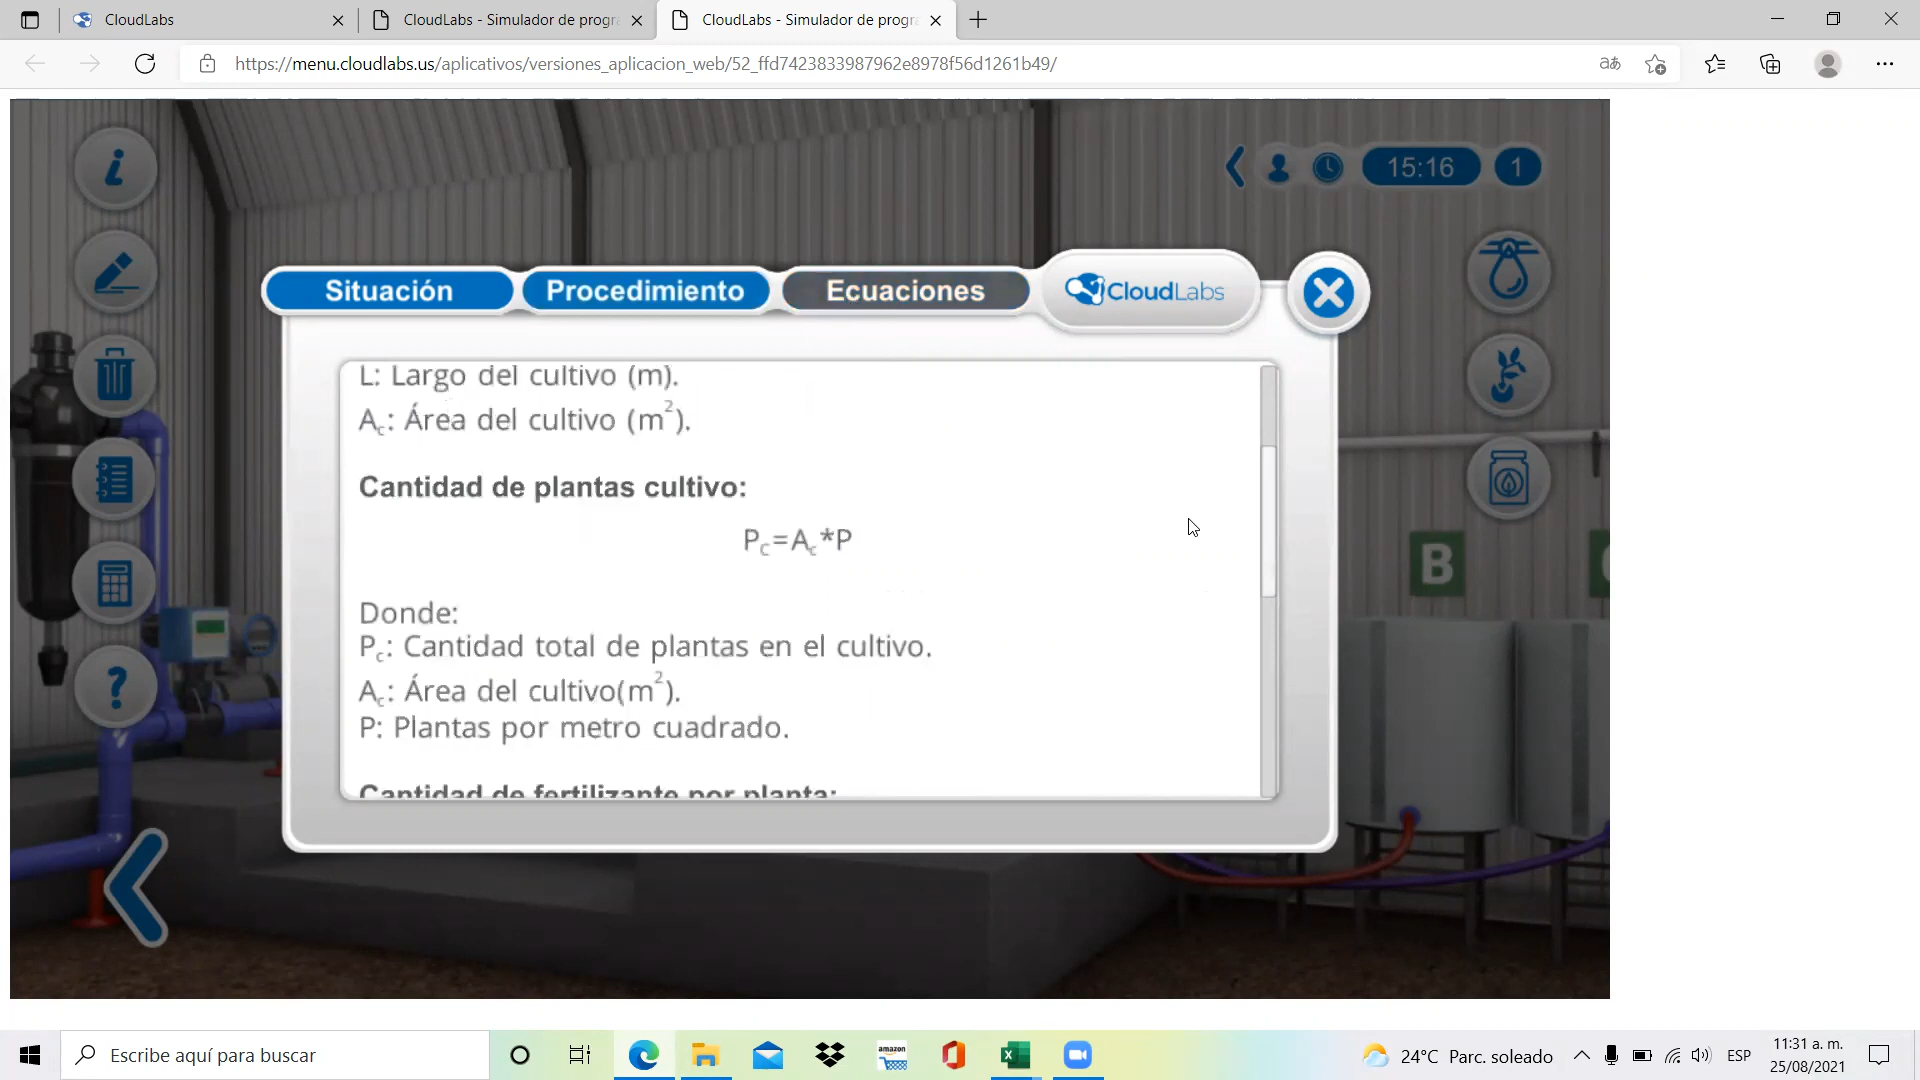 CloudLabs
CloudLabs - Simulador de progr
CloudLabs - Simulador de progr
https://menu.cloudlabs.us/aplicativos/versiones_aplicacion_web/52_ffd7423833987962e8978f56d1261b49/
aあ
15:16
1
Situación
Procedimiento
Ecuaciones
CloudLabs
L: Largo del cultivo (m).
Ac: Área del cultivo (m²).
Cantidad de plantas cultivo:
Pc=Ac*P
Donde:
Pc: Cantidad total de plantas en el cultivo.
Ac: Área del cultivo(m²).
P: Plantas por metro cuadrado.
Cantidad de fertilizante por planta:
B
Escribe aquí para buscar
amazon
24°C Parc. soleado
ESP
11:31 a. m.
25/08/2021